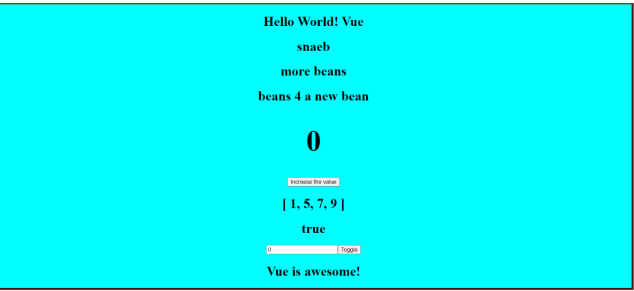 Hello World! Vue
snaeb
more beans
beans 4 a new bean
0
Increase the value
[ 1, 5, 7, 9 ]
true
0 Toggle
Vue is awesome!